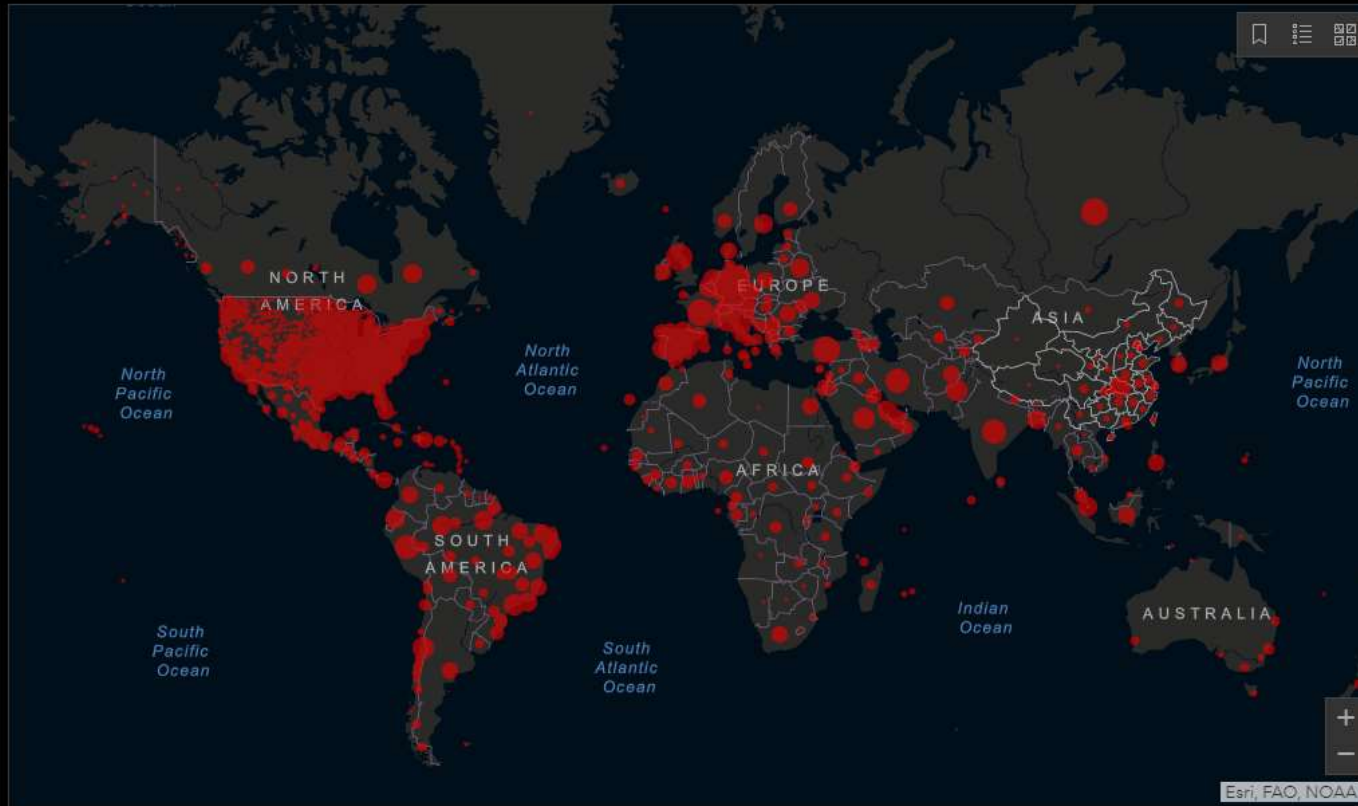 Ocean
NORTH
AMERICA
EUROPE
ASIA
North
Atlantic
Ocean
North
Pacific
Ocean
North
Pacific
Ocean
AFRICA
SOUTH
AMERICA
Indian
Ocean
AUSTRALIA
South
Pacific
Ocean
South
Atlantic
Ocean
+
−
Esri, FAO, NOAA